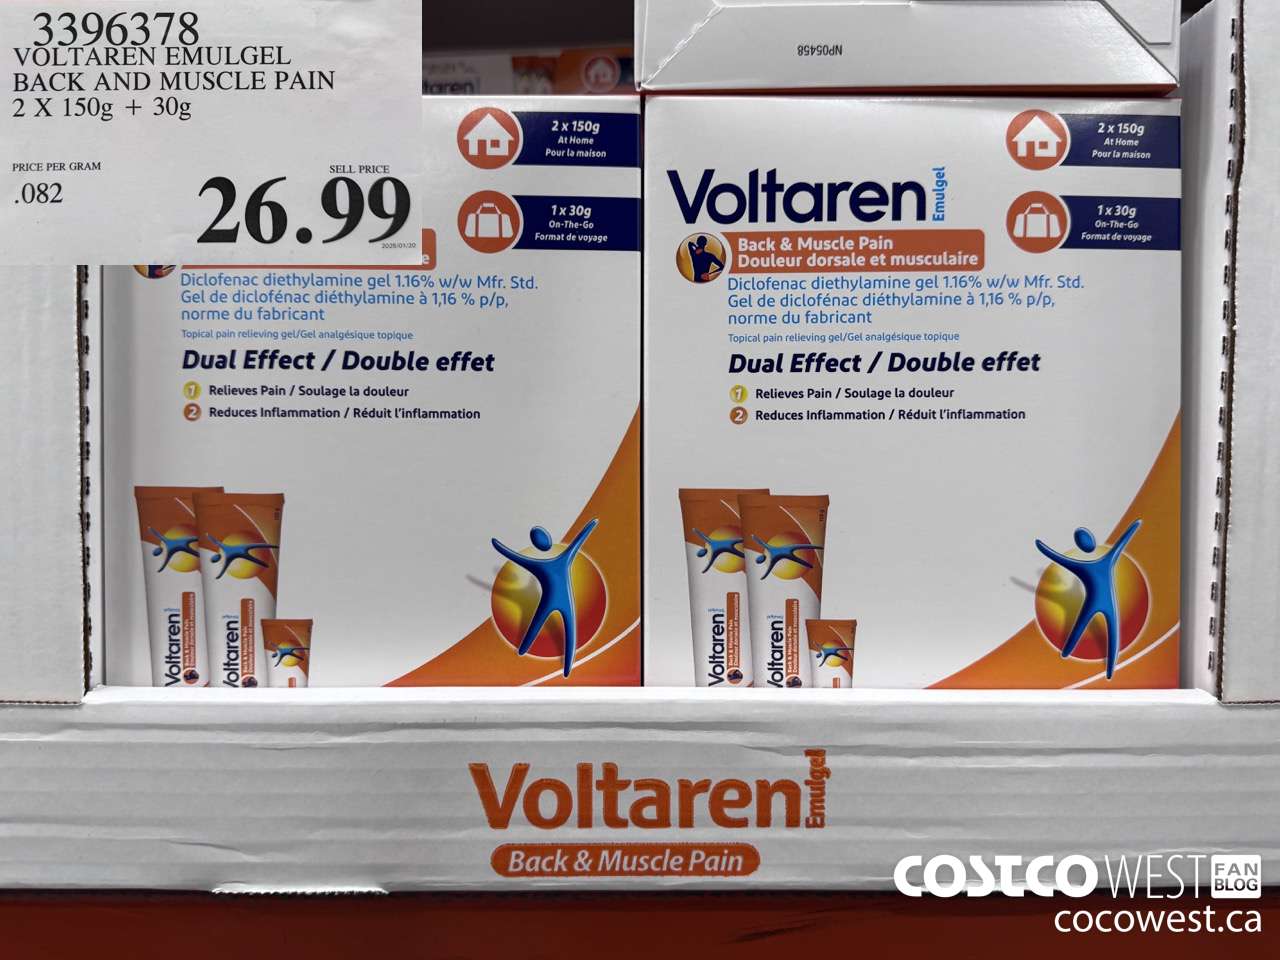 3396378
VOLTAREN EMULGEL
BACK AND MUSCLE PAIN
2 X 150g + 30g
PRICE PER GRAM
.082
SELL PRICE
26.99
NP05458
2 x 150g
At Home
Pour la maison
1 x 30g
On-The-Go
Format de voyage
Diclofenac diethylamine gel 1.16% w/w Mfr. Std.
Gel de diclofénac diéthylamine à 1,16 % p/p,
norme du fabricant
Topical pain relieving gel/Gel analgésique topique
Dual Effect / Double effet
1 Relieves Pain / Soulage la douleur
2 Reduces Inflammation / Réduit l'inflammation
Voltaren
Voltaren
2 x 150g
At Home
Pour la maison
1 x 30g
On-The-Go
Format de voyage
Voltaren Emulgel
Back & Muscle Pain
Douleur dorsale et musculaire
Diclofenac diethylamine gel 1.16% w/w Mfr. Std.
Gel de diclofénac diéthylamine à 1,16 % p/p,
norme du fabricant
Topical pain relieving gel/Gel analgésique topique
Dual Effect / Double effet
1 Relieves Pain / Soulage la douleur
2 Reduces Inflammation / Réduit l'inflammation
Voltaren
Voltaren
Voltaren Emulgel
Back & Muscle Pain
COSTCO WEST FAN BLOG
cocowest.ca